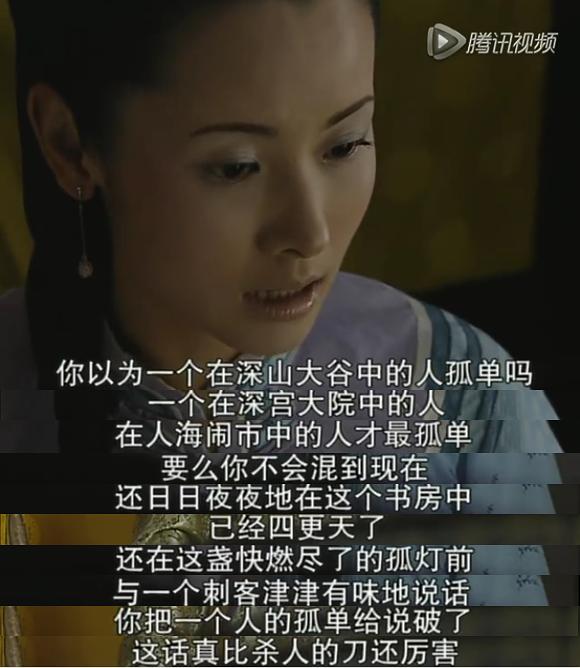 腾讯视频
你以为一个在深山大谷中的人孤单吗
一个在深宫大院中的人
在人海闹市中的人才最孤单
要么你不会混到现在
还日日夜夜地在这个书房中
已经四更天了
还在这盏快燃尽了的孤灯前
与一个刺客津津有味地说话
你把一个人的孤单给说破了
这话真比杀人的刀还厉害